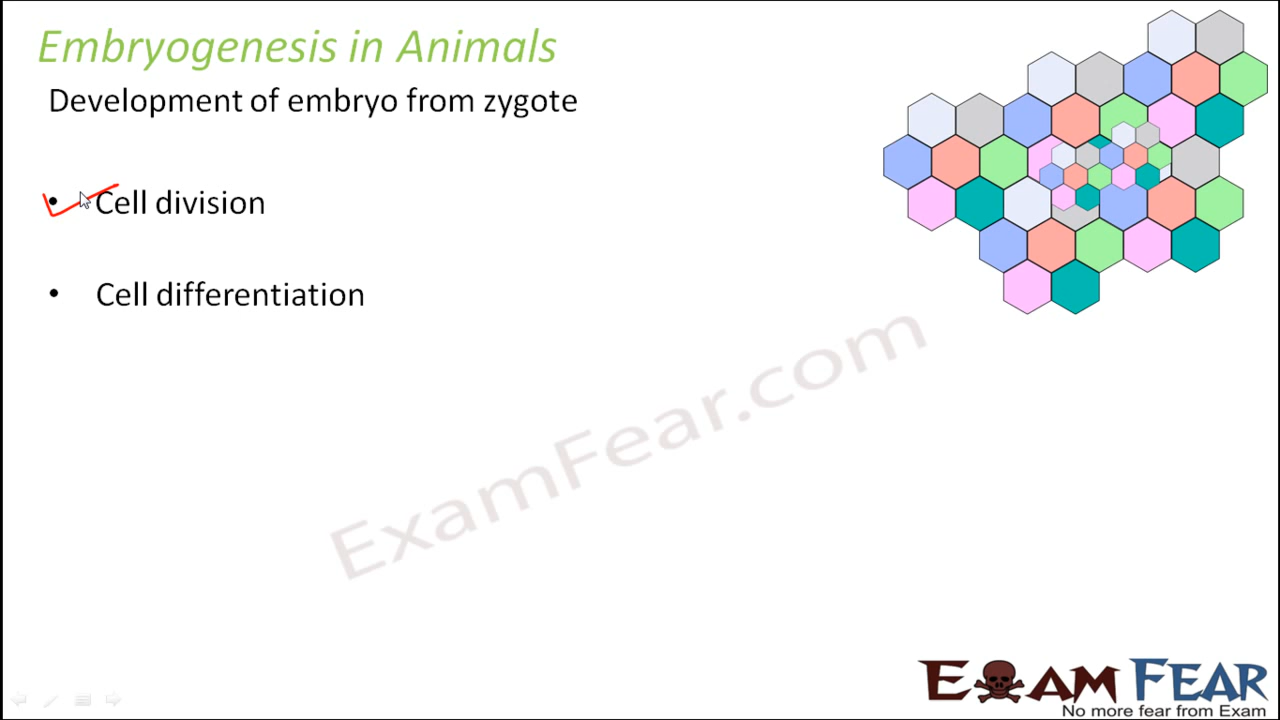 Embryogenesis in Animals
Development of embryo from zygote
• Cell division
• Cell differentiation
ExamFear.com
EXAM FEAR
No more fear from Exam